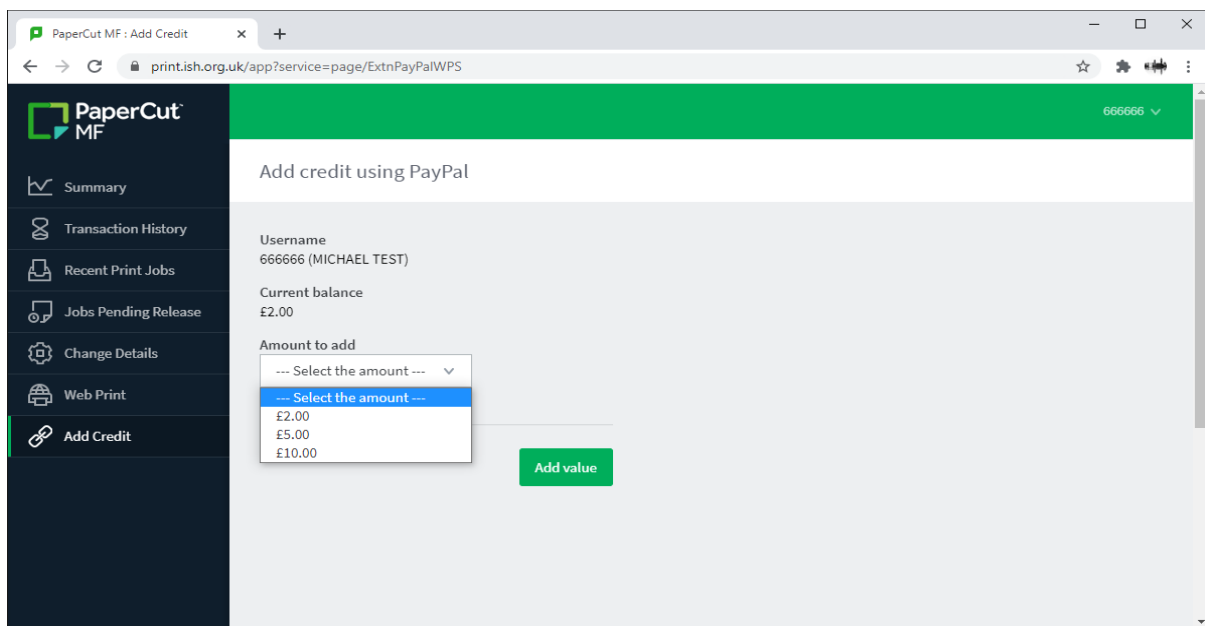 PaperCut MF : Add Credit
print.ish.org.uk/app?service=page/ExtnPayPalWPS
PaperCut
MF
666666
Add credit using PayPal
Summary
Transaction History
Recent Print Jobs
Jobs Pending Release
Change Details
Web Print
Add Credit
Username
666666 (MICHAEL TEST)
Current balance
£2.00
Amount to add
--- Select the amount ---
--- Select the amount ---
£2.00
£5.00
£10.00
Add value